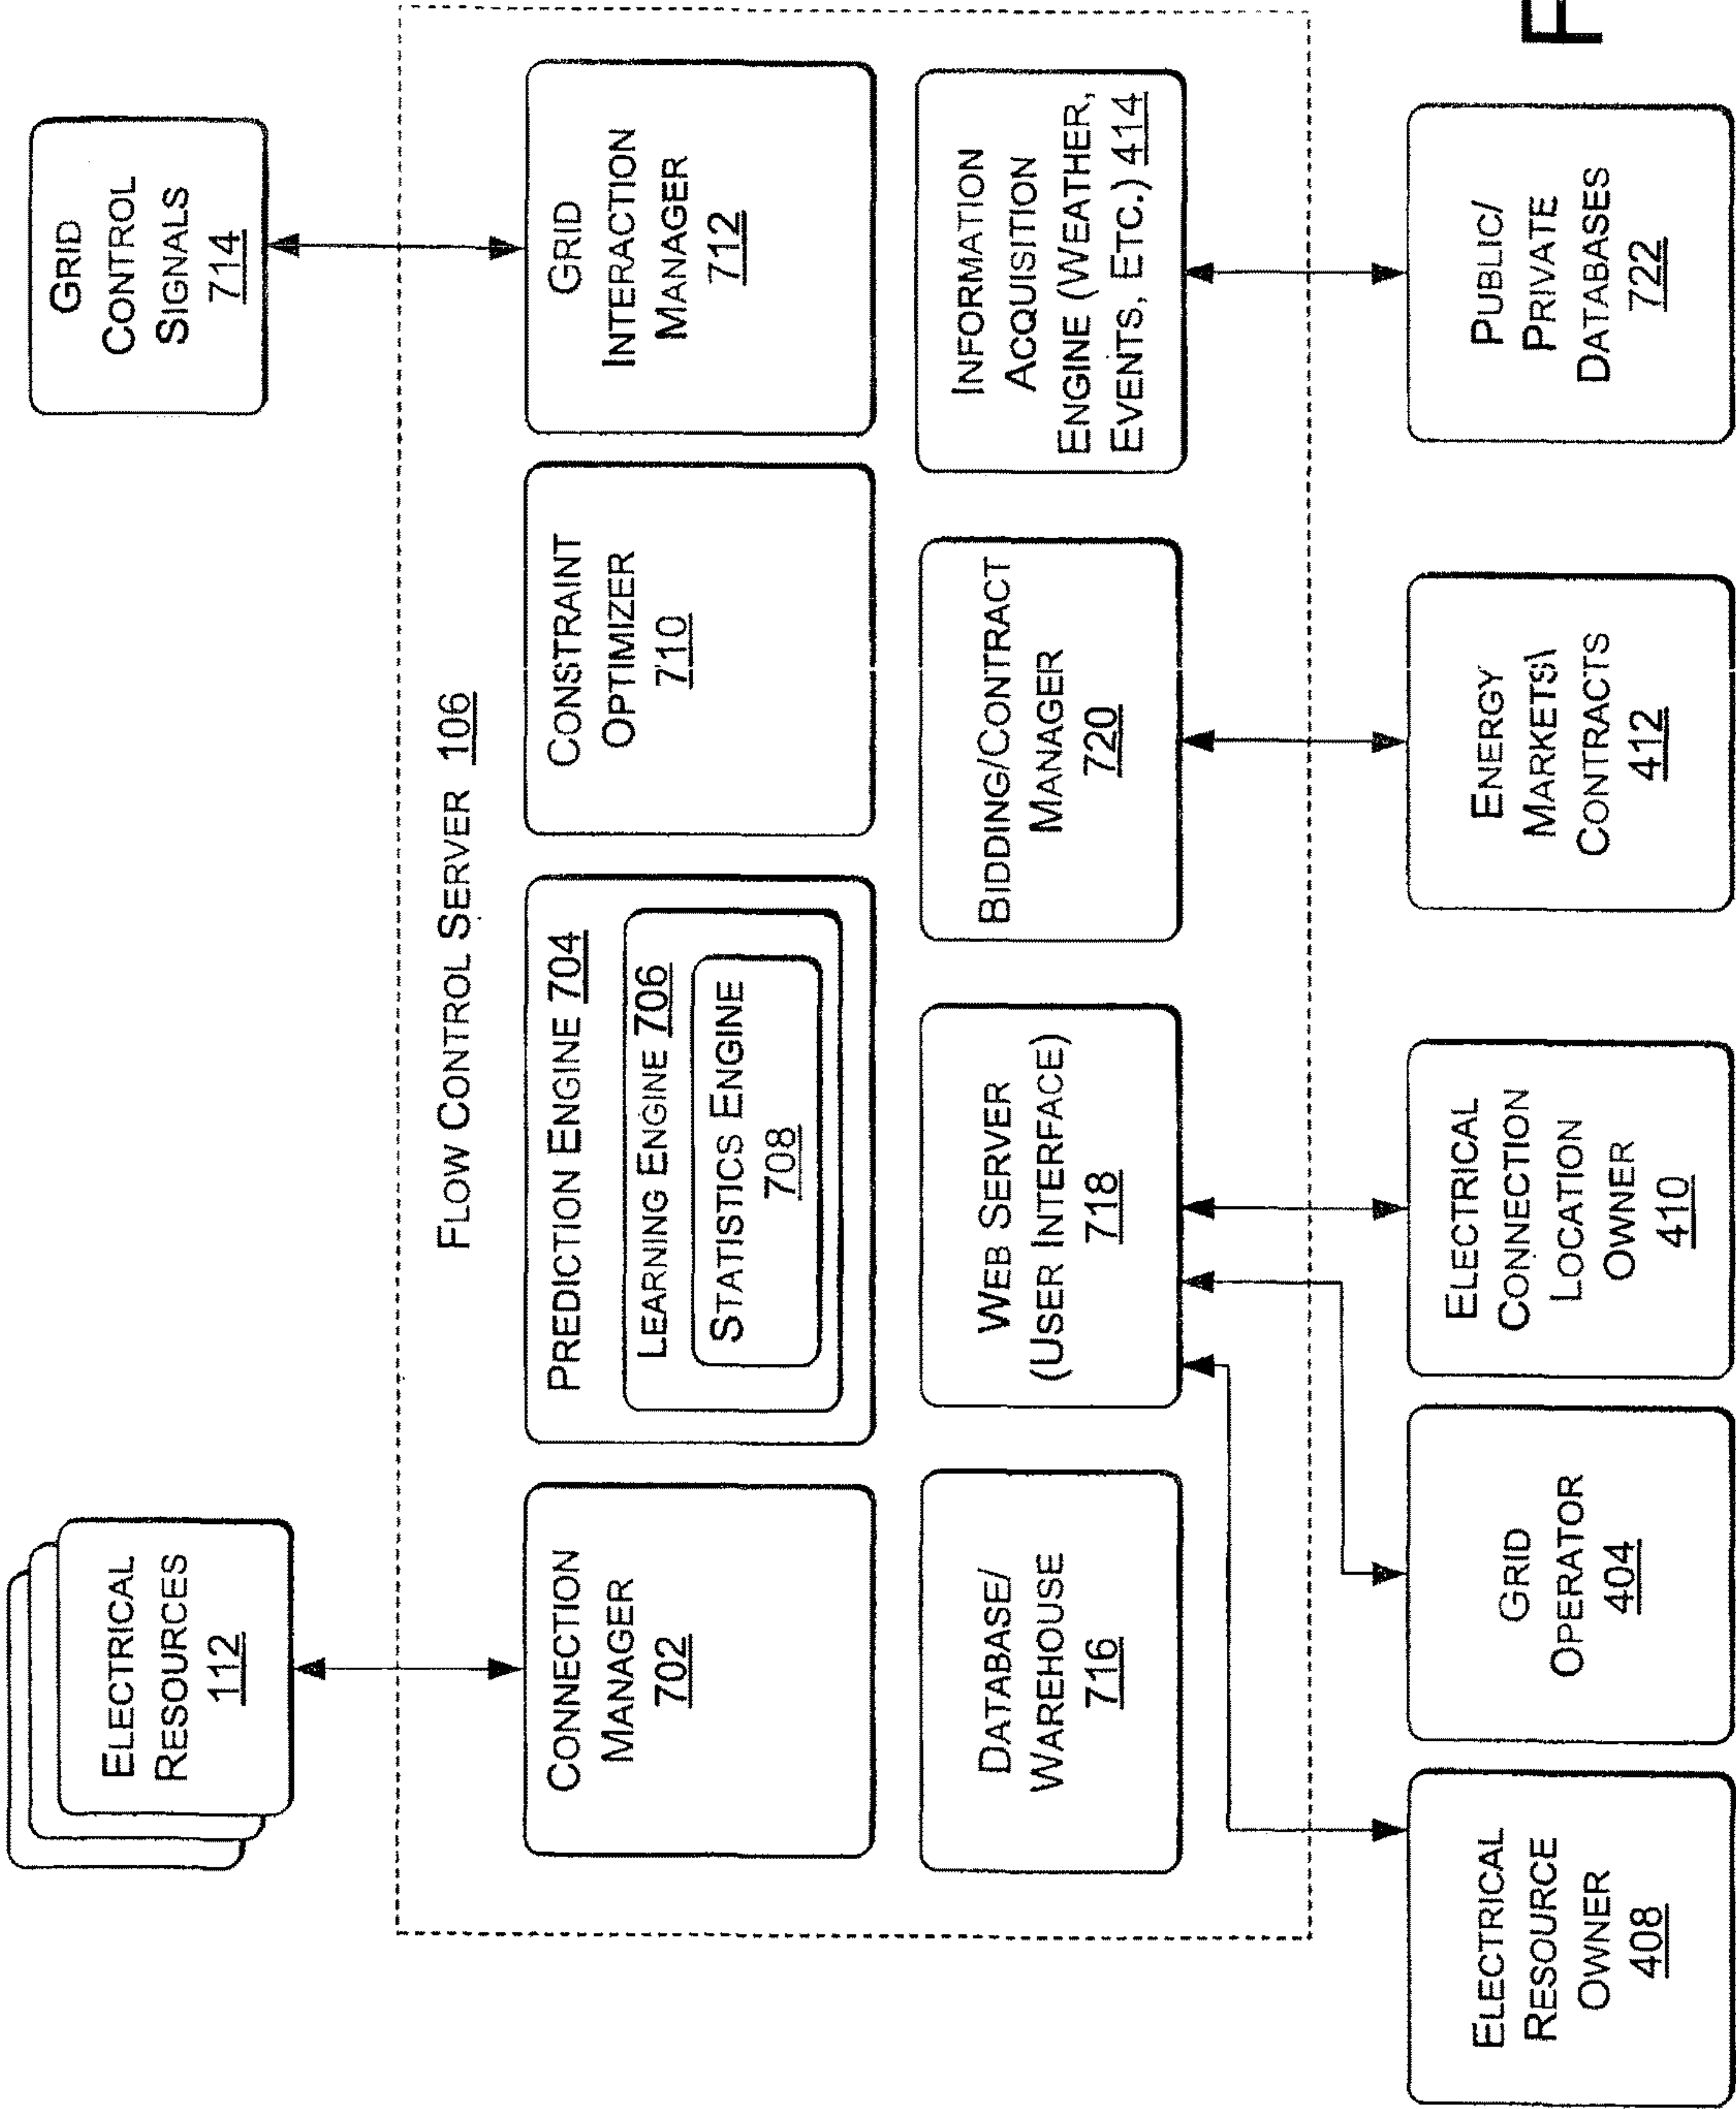 ELECTRICAL
RESOURCES
112
GRID
CONTROL
SIGNALS
714
FLOW CONTROL SERVER 106
CONNECTION
MANAGER
702
PREDICTION ENGINE 704
LEARNING ENGINE 706
STATISTICS ENGINE
708
CONSTRAINT
OPTIMIZER
710
GRID
INTERACTION
MANAGER
712
DATABASE/
WAREHOUSE
716
WEB SERVER
(USER INTERFACE)
718
BIDDING/CONTRACT
MANAGER
720
INFORMATION
ACQUISITION
ENGINE (WEATHER,
EVENTS, ETC.) 414
ELECTRICAL
RESOURCE
OWNER
408
GRID
OPERATOR
404
ELECTRICAL
CONNECTION
LOCATION
OWNER
410
ENERGY
MARKETS\
CONTRACTS
412
PUBLIC/
PRIVATE
DATABASES
722